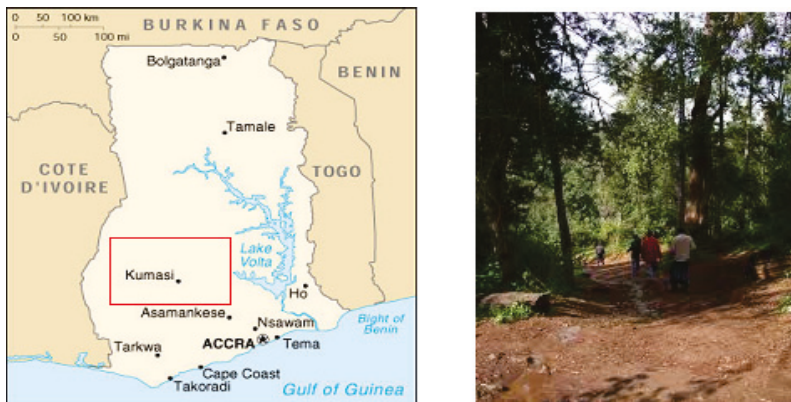 0 50 100 km
0 50 100 mi
BURKINA FASO
Bolgatanga
BENIN
Tamale
COTE
D'IVOIRE
TOGO
Lake
Volta
Kumasi
Ho
Asamankese
Nsawam
Bight of
Benin
ACCRA
Tema
Tarkwa
Cape Coast
Takoradi
Gulf of Guinea